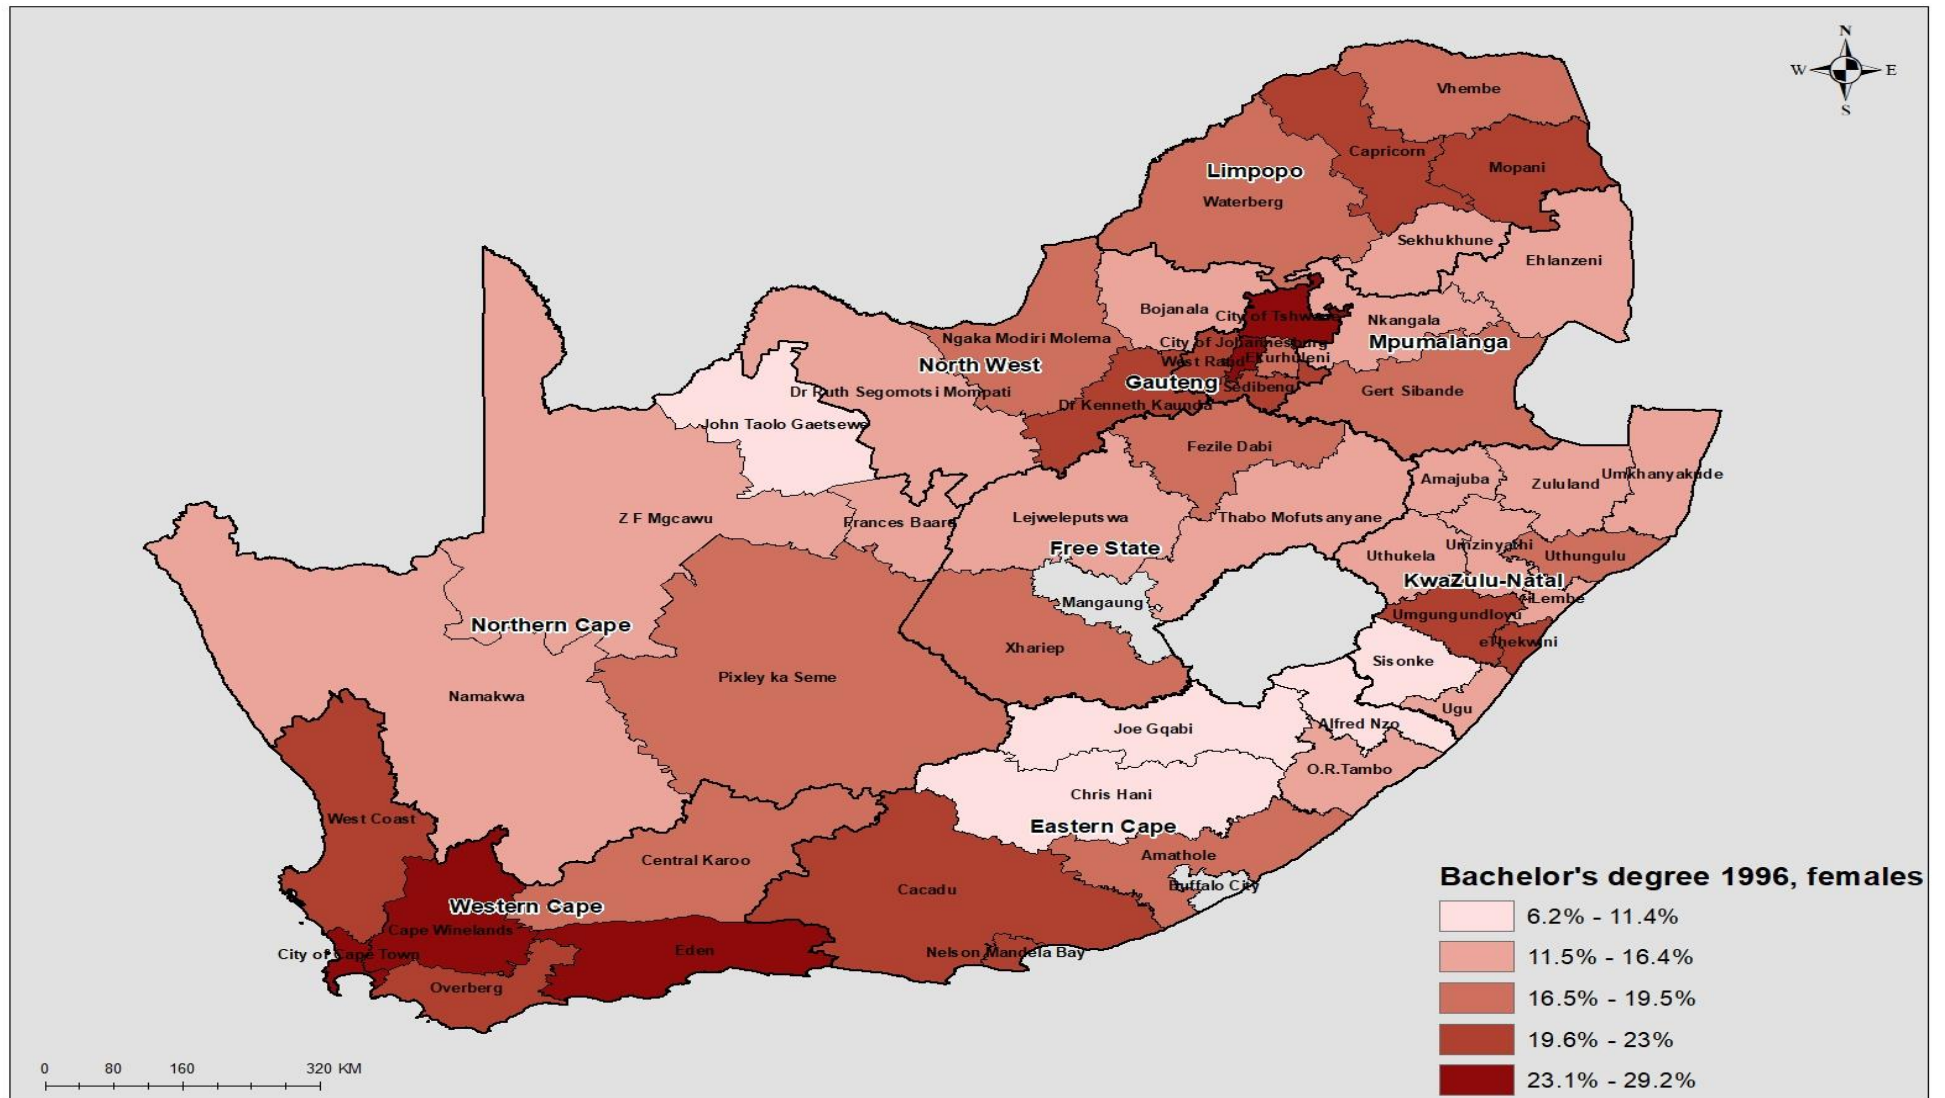 N
W E
S
Vhembe
Capricorn
Mopani
Limpopo
Waterberg
Sekhukhune
Ehlanzeni
Bojanala
City of Tshwane
Nkangala
Ngaka Modiri Molema
City of Johannesburg
Mpumalanga
North West
West Rand
Ekurhuleni
Gauteng
Sedibeng
Gert Sibande
Dr Ruth Segomotsi Mompati
Dr Kenneth Kaunda
John Taolo Gaetsewe
Fezile Dabi
Amajuba
Zululand
Umkhanyakude
Z F Mgcawu
Frances Baard
Lejweleputswa
Thabo Mofutsanyane
Free State
Uthukela
Umzinyathi
Uthungulu
KwaZulu-Natal
Mangaung
iLembe
Umgungundlovu
Northern Cape
eThekwini
Xhariep
Sisonke
Pixley ka Seme
Namakwa
Ugu
Joe Gqabi
Alfred Nzo
O.R.Tambo
Chris Hani
West Coast
Eastern Cape
Central Karoo
Amathole
Cacadu
Buffalo City
Western Cape
Cape Winelands
City of Cape Town
Eden
Nelson Mandela Bay
Overberg
Bachelor's degree 1996, females
6.2% - 11.4%
11.5% - 16.4%
16.5% - 19.5%
19.6% - 23%
23.1% - 29.2%
0 80 160 320 KM